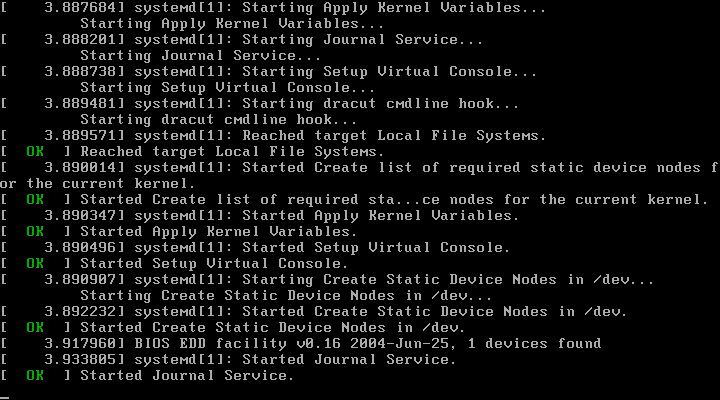 [    3.887684] systemd[1]: Starting Apply Kernel Variables...
         Starting Apply Kernel Variables...
[    3.888201] systemd[1]: Starting Journal Service...
         Starting Journal Service...
[    3.888738] systemd[1]: Starting Setup Virtual Console...
         Starting Setup Virtual Console...
[    3.889481] systemd[1]: Starting dracut cmdline hook...
         Starting dracut cmdline hook...
[    3.889571] systemd[1]: Reached target Local File Systems.
[  OK  ] Reached target Local File Systems.
[    3.890014] systemd[1]: Started Create list of required static device nodes f
or the current kernel.
[  OK  ] Started Create list of required sta...ce nodes for the current kernel.
[    3.890347] systemd[1]: Started Apply Kernel Variables.
[  OK  ] Started Apply Kernel Variables.
[    3.890496] systemd[1]: Started Setup Virtual Console.
[  OK  ] Started Setup Virtual Console.
[    3.890907] systemd[1]: Starting Create Static Device Nodes in /dev...
         Starting Create Static Device Nodes in /dev...
[    3.892232] systemd[1]: Started Create Static Device Nodes in /dev.
[  OK  ] Started Create Static Device Nodes in /dev.
[    3.917960] BIOS EDD facility v0.16 2004-Jun-25, 1 devices found
[    3.933805] systemd[1]: Started Journal Service.
[  OK  ] Started Journal Service.